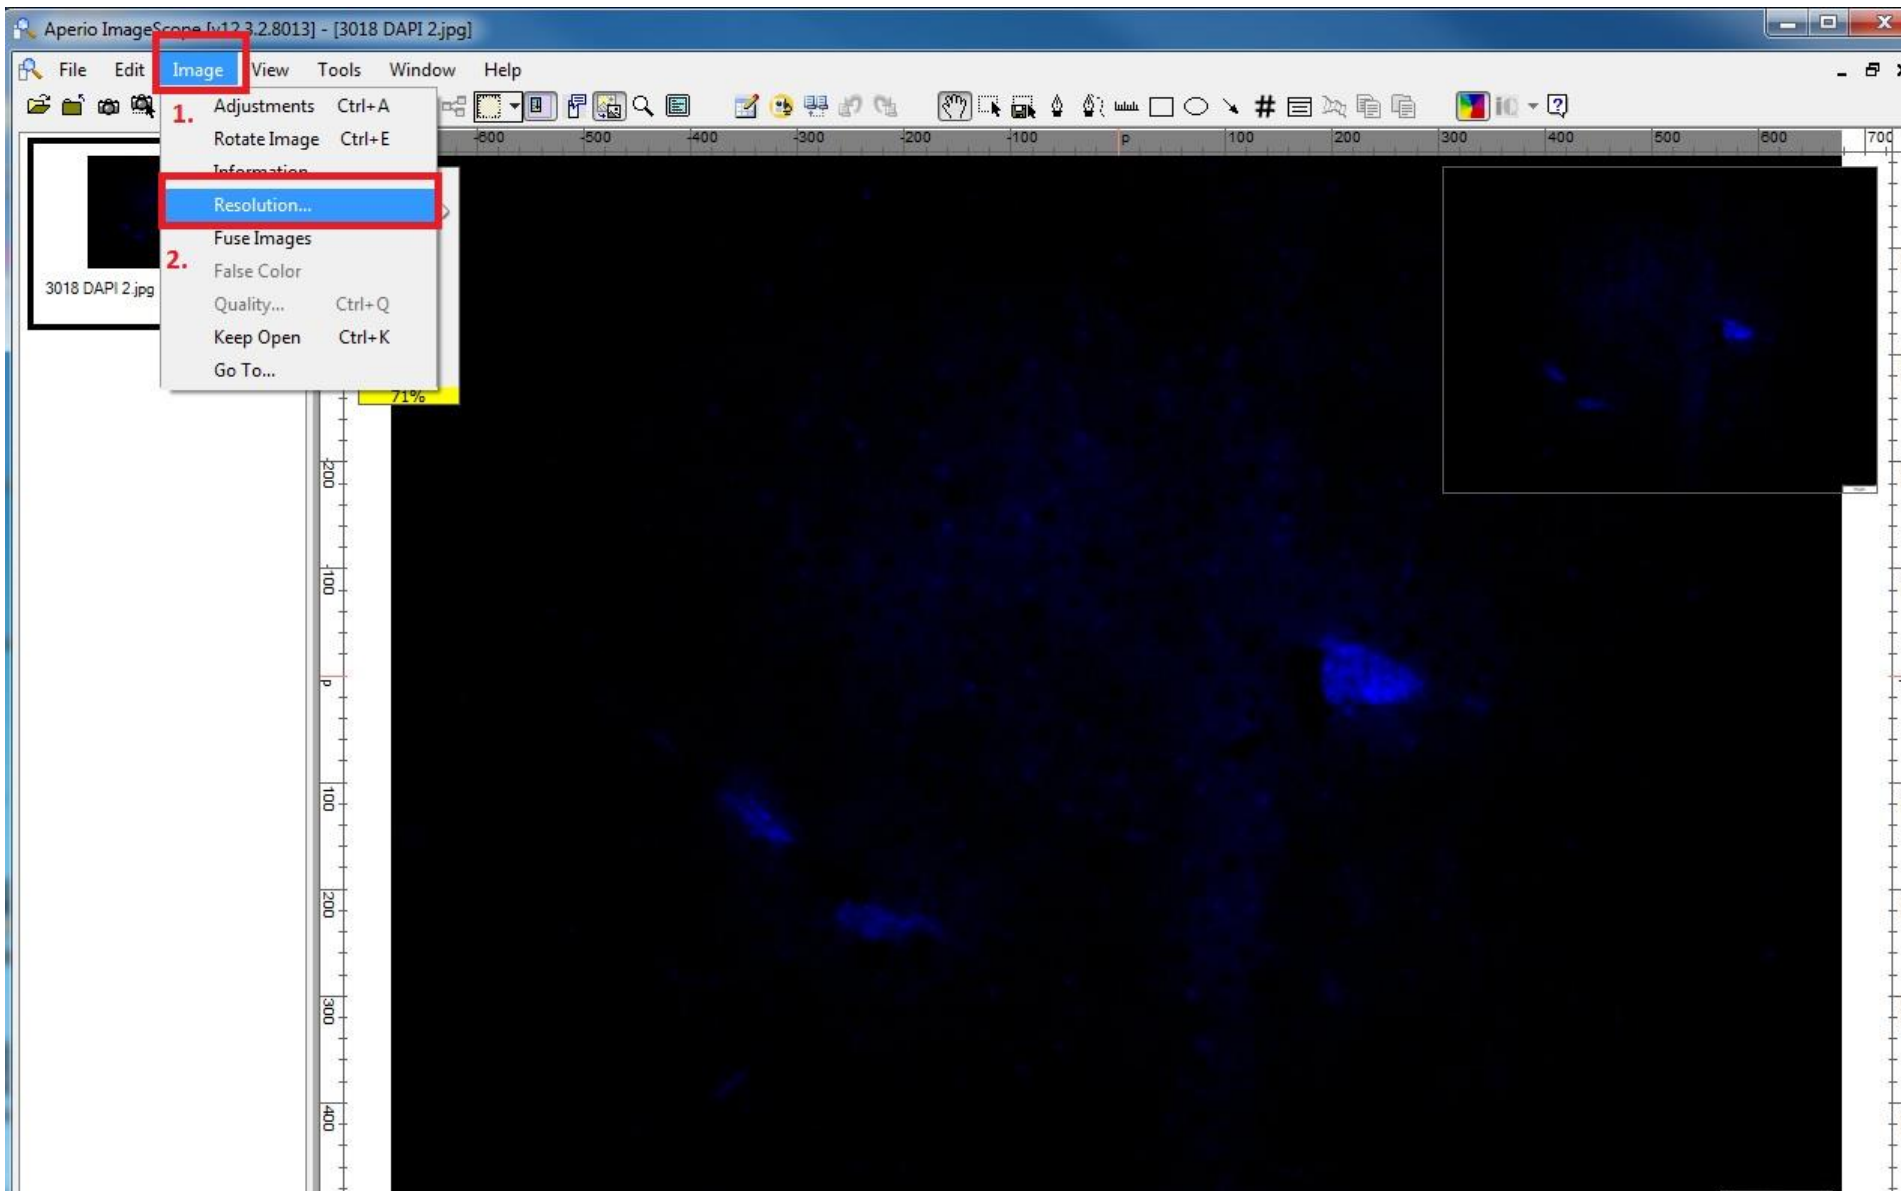 Aperio ImageScope [v12.3.2.8013] - [3018 DAPI 2.jpg]
File Edit Image View Tools Window Help
1.
Adjustments Ctrl+A
Rotate Image Ctrl+E
Information
Resolution...
Fuse Images
2.
False Color
Quality... Ctrl+Q
Keep Open Ctrl+K
Go To...
3018 DAPI 2.jpg
71%
-600 -500 -400 -300 -200 -100 p 100 200 300 400 500 600 700
-200
-100
p
100
200
300
400